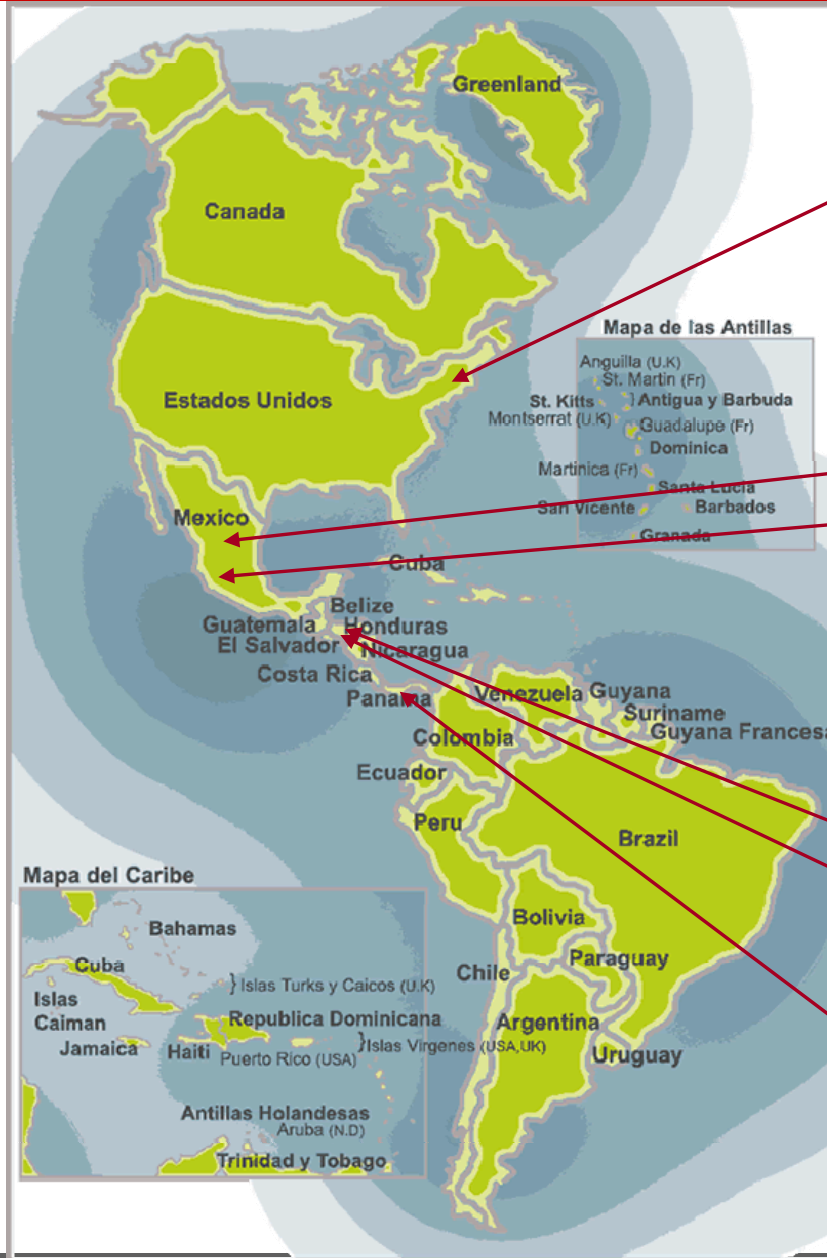 Greenland
Canada
Estados Unidos
Mapa de las Antillas
Anguilla (U.K)
St. Martin (Fr)
St. Kitts
}Antigua y Barbuda
Montserrat (U.K)
Guadalupe (Fr)
Dominica
Martinica (Fr)
Santa Lucia
San Vicente
Barbados
Granada
Mexico
Cuba
Belize
Guatemala
Honduras
El Salvador
Nicaragua
Costa Rica
Panama
Venezuela
Guyana
Suriname
Guyana Francesa
Colombia
Ecuador
Peru
Brazil
Bolivia
Paraguay
Chile
Argentina
Uruguay
Mapa del Caribe
Bahamas
Cuba
}Islas Turks y Caicos (U.K)
Islas
Caiman
Republica Dominicana
Jamaica
Haiti
Puerto Rico (USA)
}Islas Virgenes (USA,UK)
Antillas Holandesas
Aruba (N.D)
Trinidad y Tobago